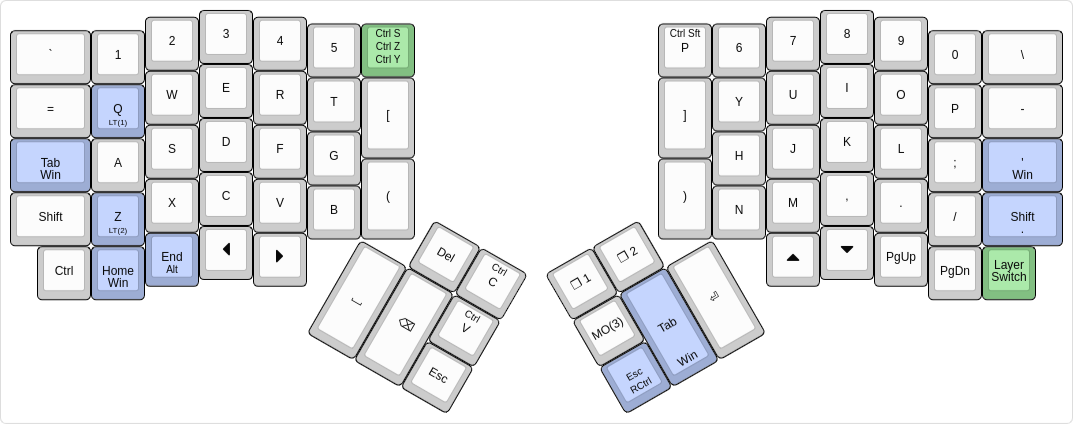 ` 1 2 3 4 5 Ctrl S
Ctrl Z
Ctrl Y
= Q W E R T [
LT(1)
Tab A S D F G (
Win
Shift Z X C V B
LT(2)
Ctrl Home End
Win Alt
Del Ctrl
C
Ctrl
V
Esc
Ctrl Sft 6 7 8 9 0 \
P
] Y U I O P -
) H J K L ; '
Win
N M , . / Shift
.
PgUp PgDn Layer
Switch
❐ 1 ❐ 2 ⏎
MO(3) Tab
Win
Esc
RCtrl